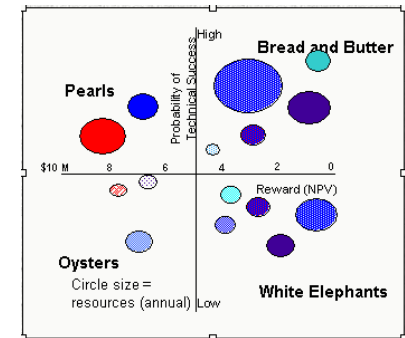 High
Bread and Butter
Pearls
Probability of
Technical Success
$10 M 8 6 4 2 0
Reward (NPV)
Oysters
Circle size =
resources (annual)
Low
White Elephants